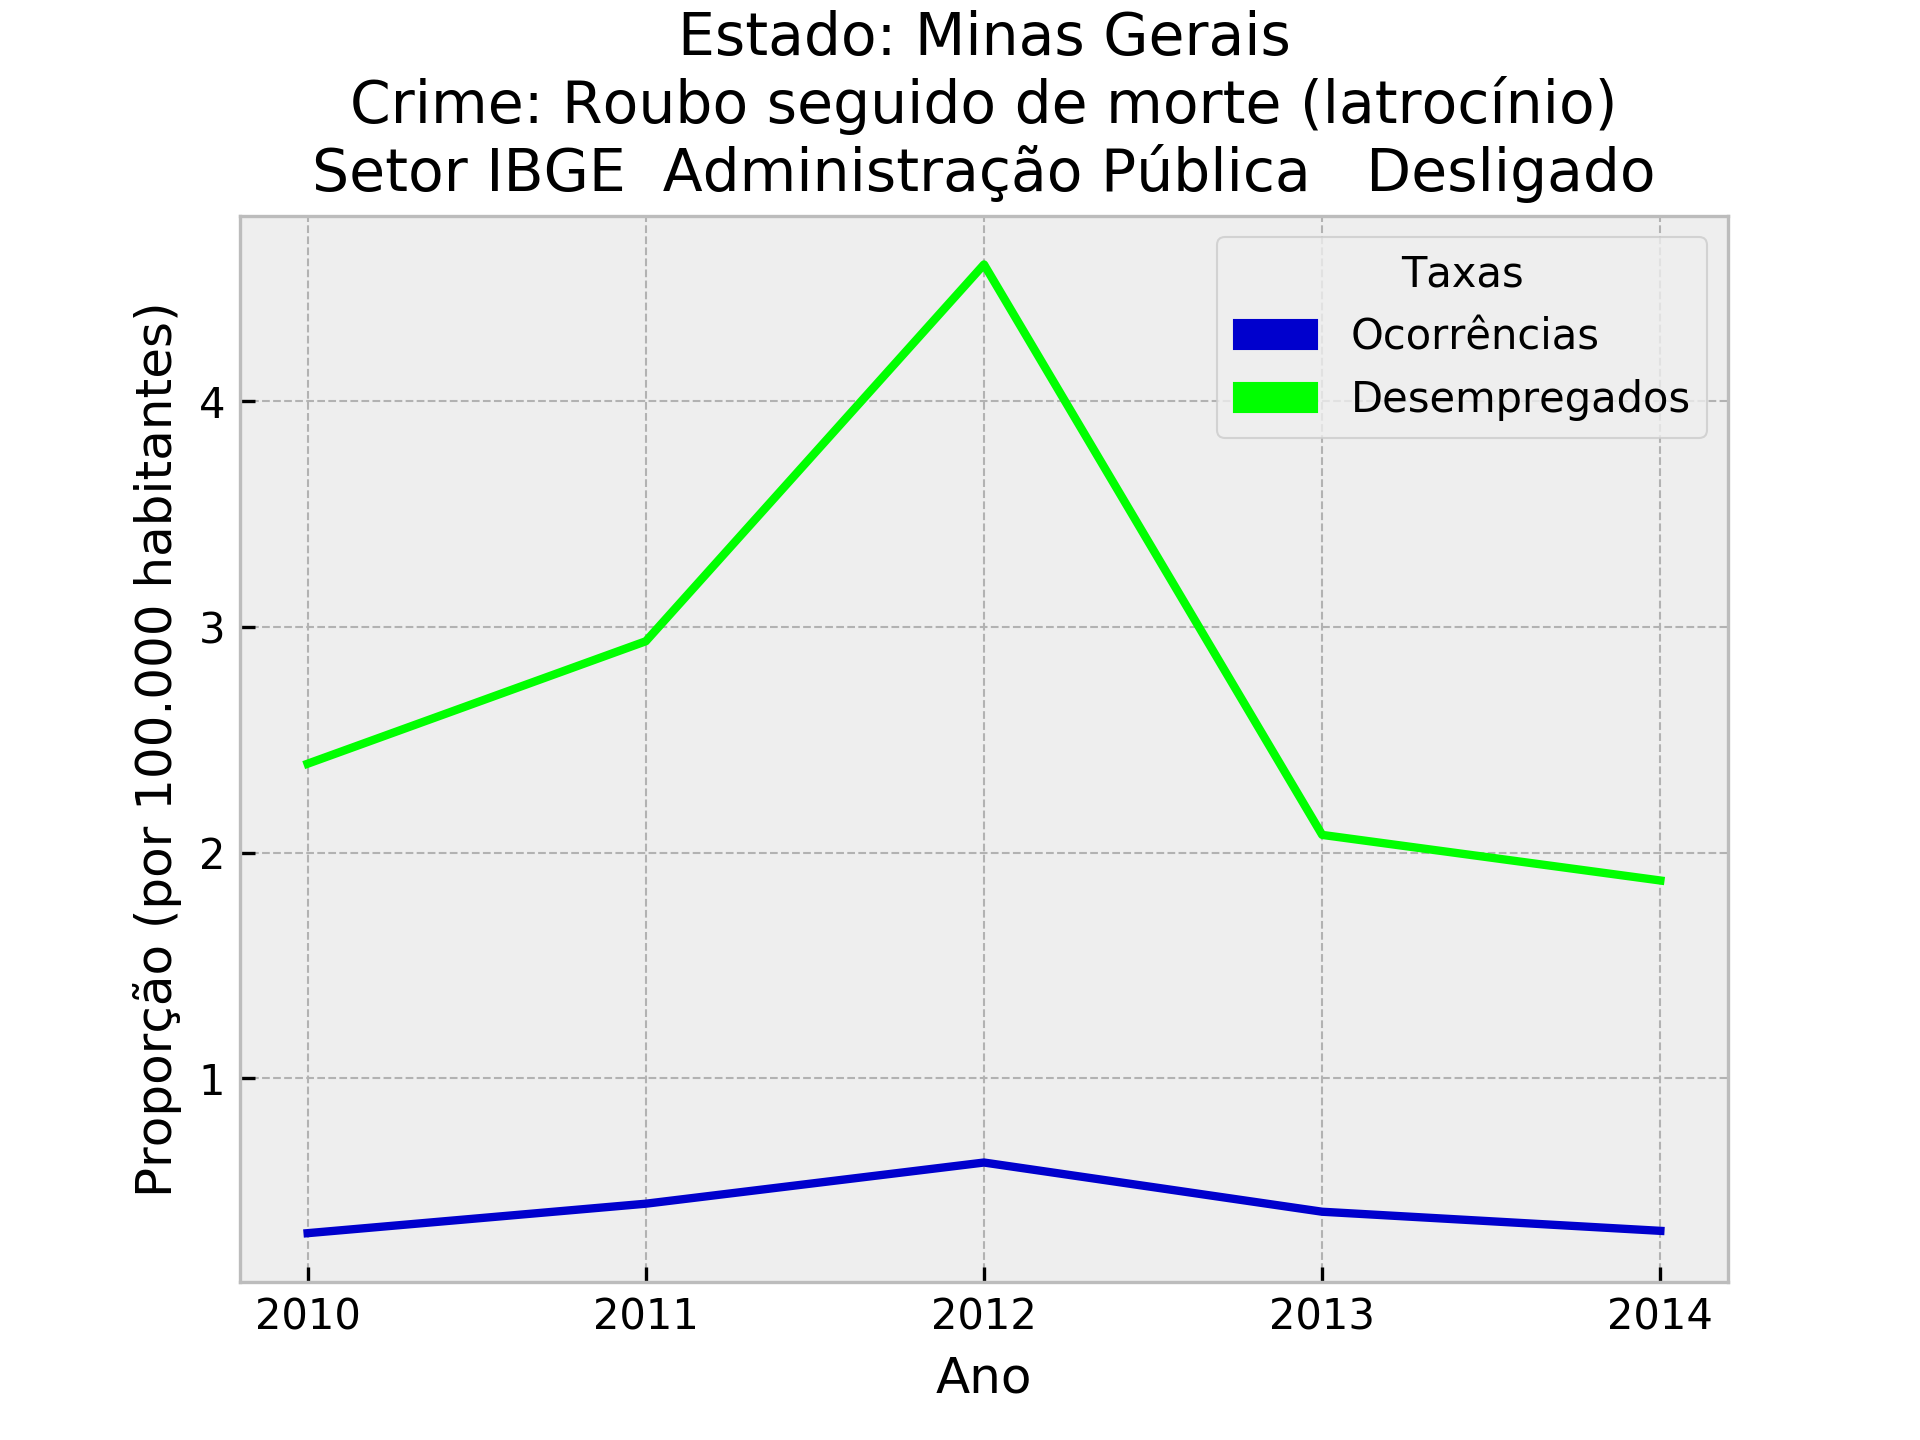 Estado: Minas Gerais
Crime: Roubo seguido de morte (latrocínio)
Setor IBGE  Administração Pública   Desligado
Taxas
Ocorrências
Desempregados
Proporção (por 100.000 habitantes)
4
3
2
1
2010 2011 2012 2013 2014
Ano